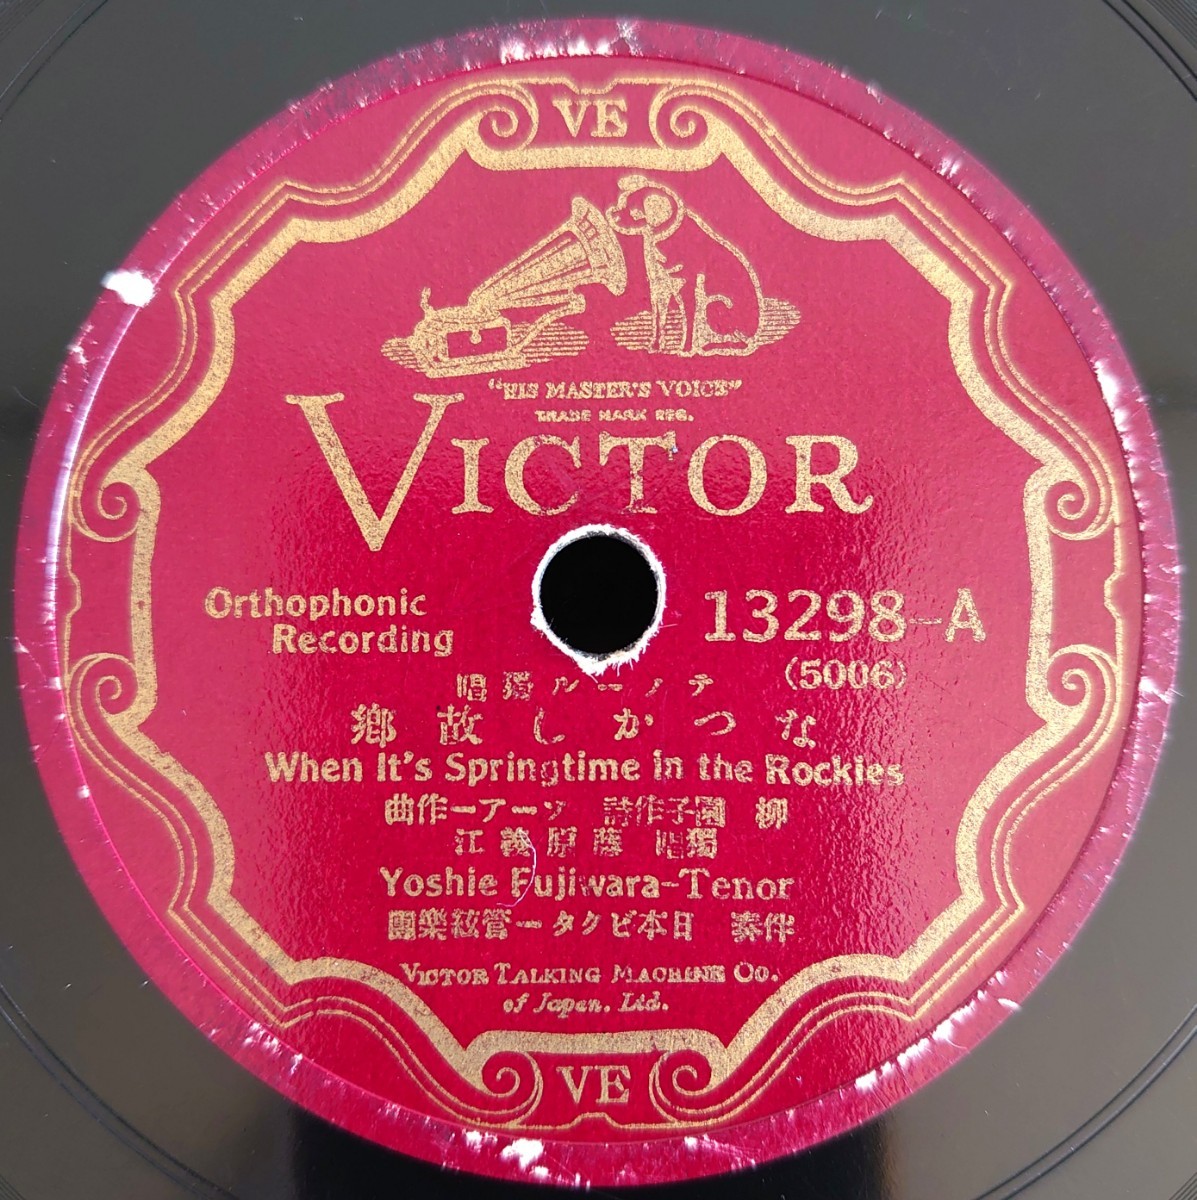 VE
"HIS MASTER'S VOICE"
TRADE MARK REG.
VICTOR
Orthophonic
Recording
13298-A
(5006)
テノール獨唱
なつかし故郷
When It's Springtime in the Rockies
柳 園子作詩 ソーアー作曲
獨唱 藤原義江
Yoshie Fujiwara-Tenor
伴奏 日本ビクター管絃樂團
VICTOR TALKING MACHINE CO.
of Japan, Ltd.
VE